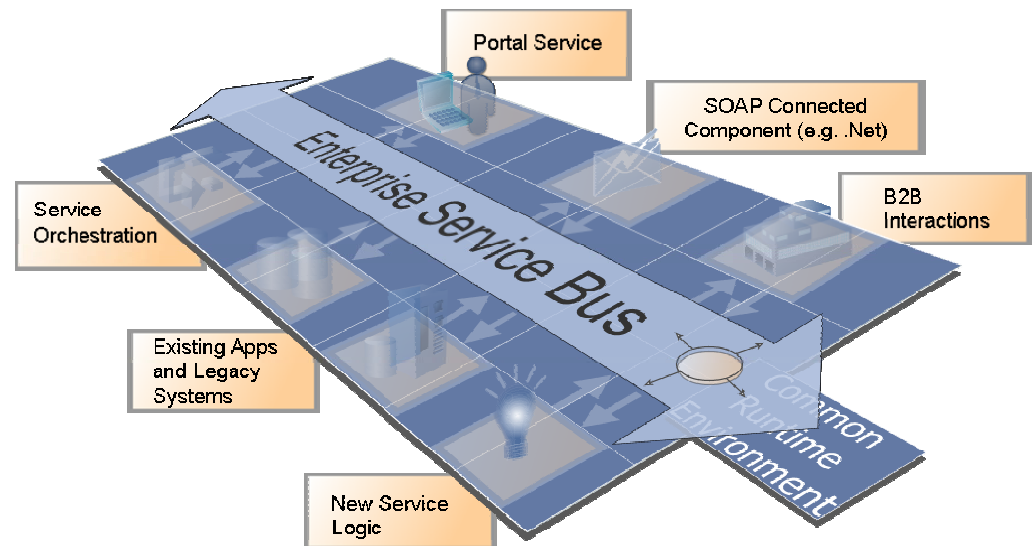 Portal Service
SOAP Connected
Component (e.g. .Net)
B2B
Interactions
Service
Orchestration
Enterprise Service Bus
Existing Apps
and Legacy
Systems
Common
Runtime
Environment
New Service
Logic